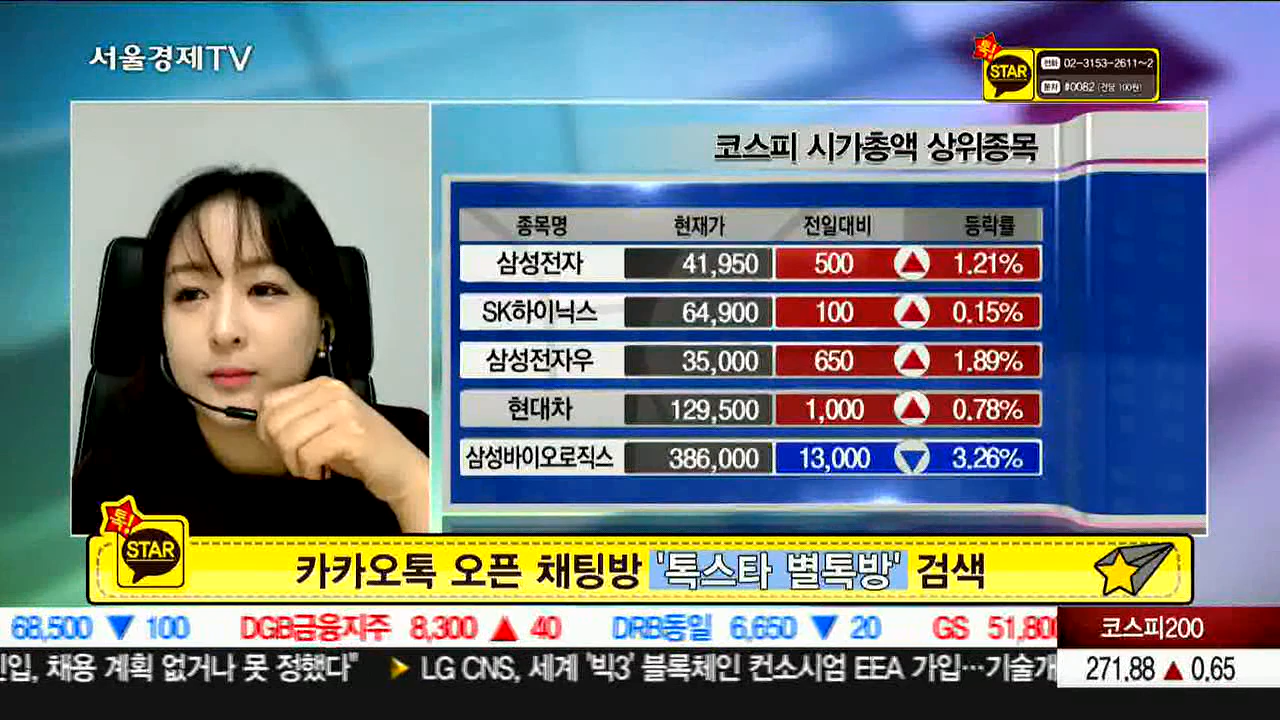 서울경제TV
톡!
STAR
전화 02-3153-2611~2
문자 #0082 (건당 100원)
코스피 시가총액 상위종목
종목명 현재가 전일대비 등락률
삼성전자 41,950 500 ▲ 1.21%
SK하이닉스 64,900 100 ▲ 0.15%
삼성전자우 35,000 650 ▲ 1.89%
현대차 129,500 1,000 ▲ 0.78%
삼성바이오로직스 386,000 13,000 ▼ 3.26%
톡!
STAR
카카오톡 오픈 채팅방 '톡스타 별톡방' 검색
68,500 ▼ 100 DGB금융지주 8,300 ▲ 40 DRB동일 6,650 ▼ 20 GS 51,800
코스피200
인입, 채용 계획 없거나 못 정했다" ▶ LG CNS, 세계 '빅3' 블록체인 컨소시엄 EEA 가입…기술개
271.88 ▲ 0.65